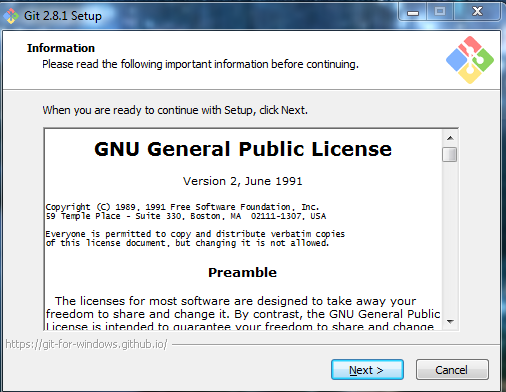 Git 2.8.1 Setup
Information
Please read the following important information before continuing.
When you are ready to continue with Setup, click Next.
GNU General Public License
Version 2, June 1991
Copyright (C) 1989, 1991 Free Software Foundation, Inc.
59 Temple Place - Suite 330, Boston, MA  02111-1307, USA
Everyone is permitted to copy and distribute verbatim copies
of this license document, but changing it is not allowed.
Preamble
The licenses for most software are designed to take away your
freedom to share and change it. By contrast, the GNU General Public
License is intended to guarantee your freedom to share and change
https://git-for-windows.github.io/
Next >
Cancel